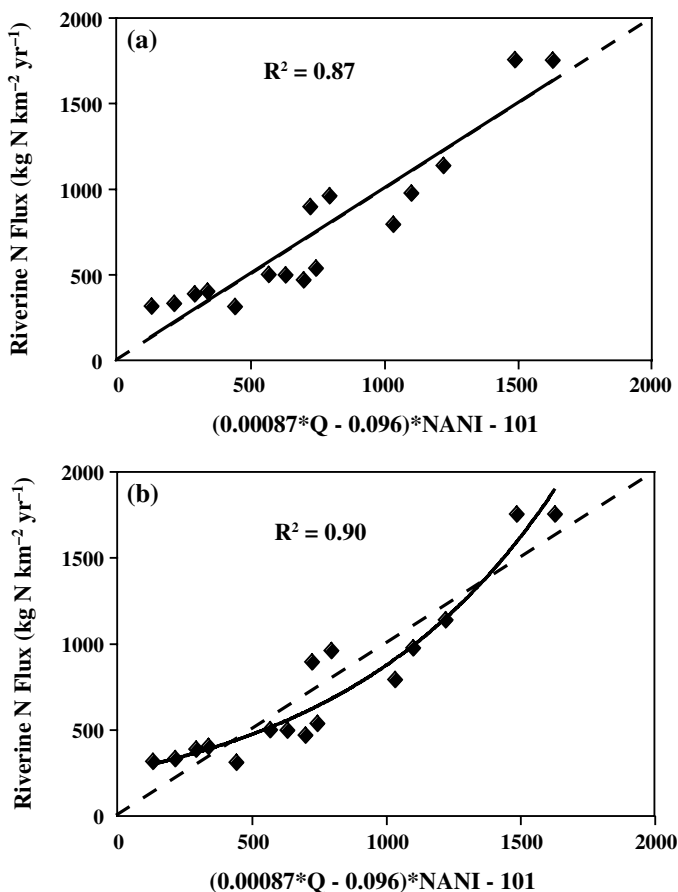 (a)
R² = 0.87
Riverine N Flux (kg N km⁻² yr⁻¹)
2000
1500
1000
500
0
0 500 1000 1500 2000
(0.00087*Q - 0.096)*NANI - 101
(b)
R² = 0.90
Riverine N Flux (kg N km⁻² yr⁻¹)
2000
1500
1000
500
0
0 500 1000 1500 2000
(0.00087*Q - 0.096)*NANI - 101